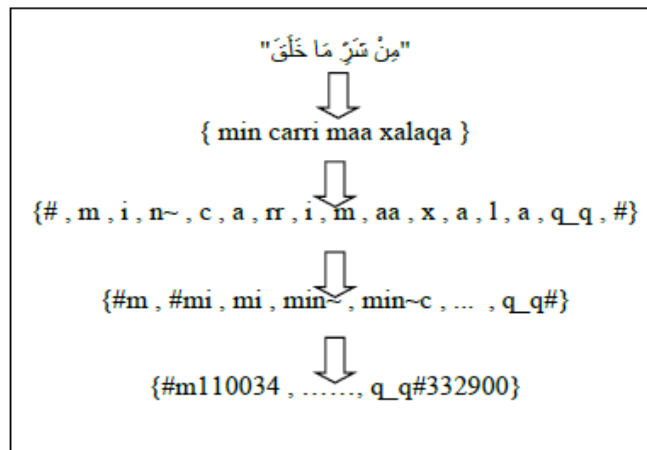 "مِنْ شَرِّ مَا خَلَقَ"
{ min carri maa xalaqa }
{# , m , i , n~ , c , a , rr , i , m , aa , x , a , l , a , q_q , #}
{#m , #mi , mi , min~ , min~c , ... , q_q#}
{#m110034 , ……, q_q#332900}